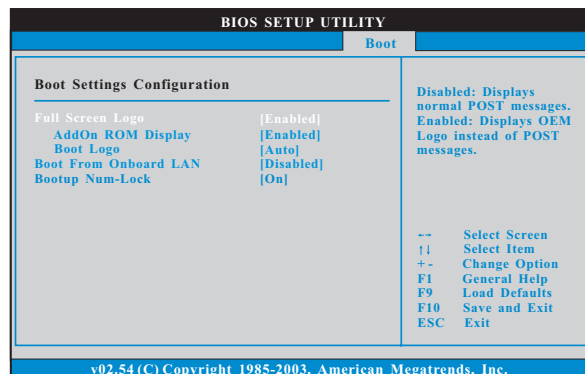 BIOS SETUP UTILITY
Boot
Boot Settings Configuration
Full Screen Logo [Enabled]
AddOn ROM Display [Enabled]
Boot Logo [Auto]
Boot From Onboard LAN [Disabled]
Bootup Num-Lock [On]
Disabled: Displays
normal POST messages.
Enabled: Displays OEM
Logo instead of POST
messages.
←→ Select Screen
↑↓ Select Item
+ - Change Option
F1 General Help
F9 Load Defaults
F10 Save and Exit
ESC Exit
v02.54 (C) Copyright 1985-2003, American Megatrends, Inc.